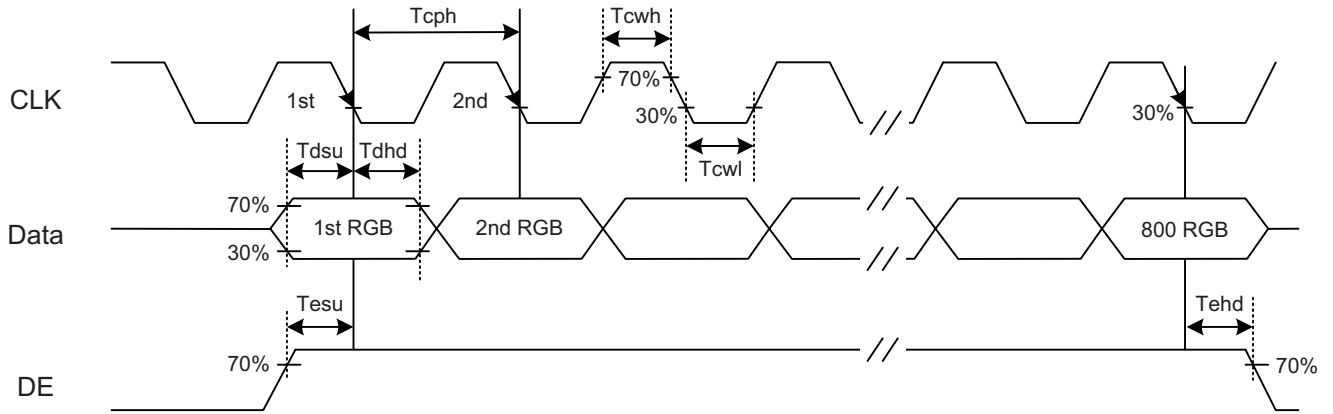 Tcph
Tcwh
CLK
1st
2nd
70%
30%
30%
Tdsu
Tdhd
Tcwl
70%
Data
1st RGB
2nd RGB
800 RGB
30%
Tesu
Tehd
70%
70%
DE